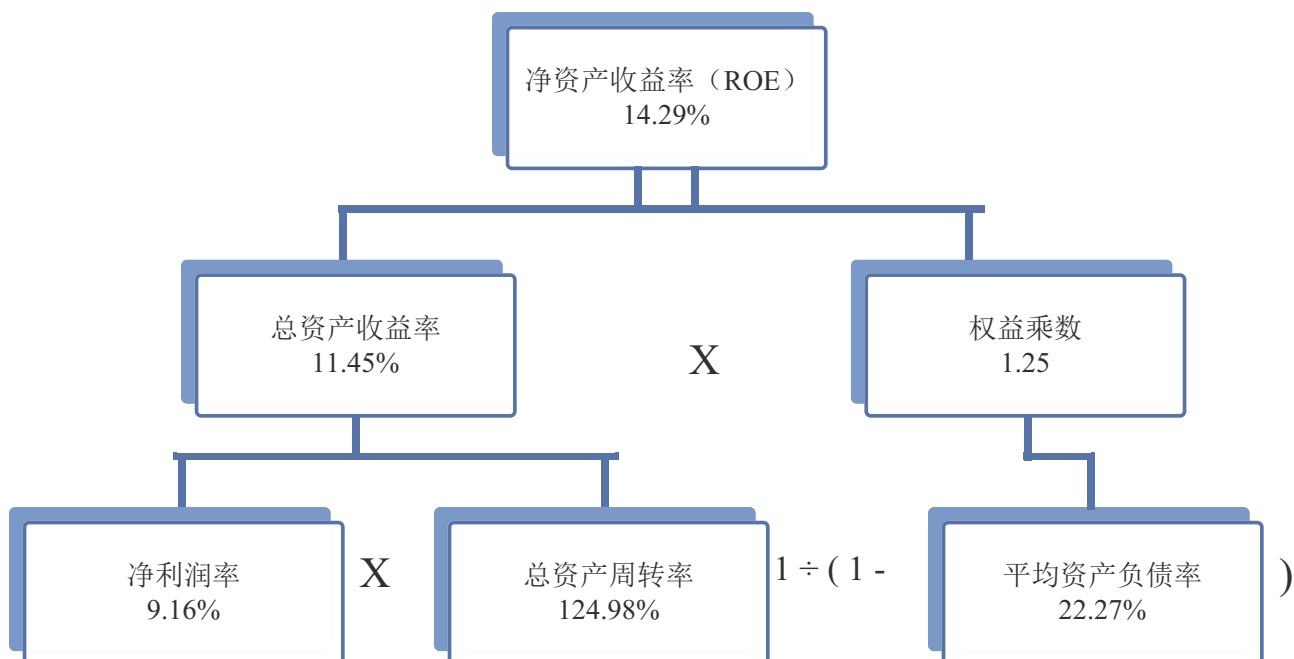 净资产收益率（ROE）
14.29%
总资产收益率
11.45%
X
权益乘数
1.25
净利润率
9.16%
X
总资产周转率
124.98%
1 ÷ ( 1 -
平均资产负债率
22.27%
)